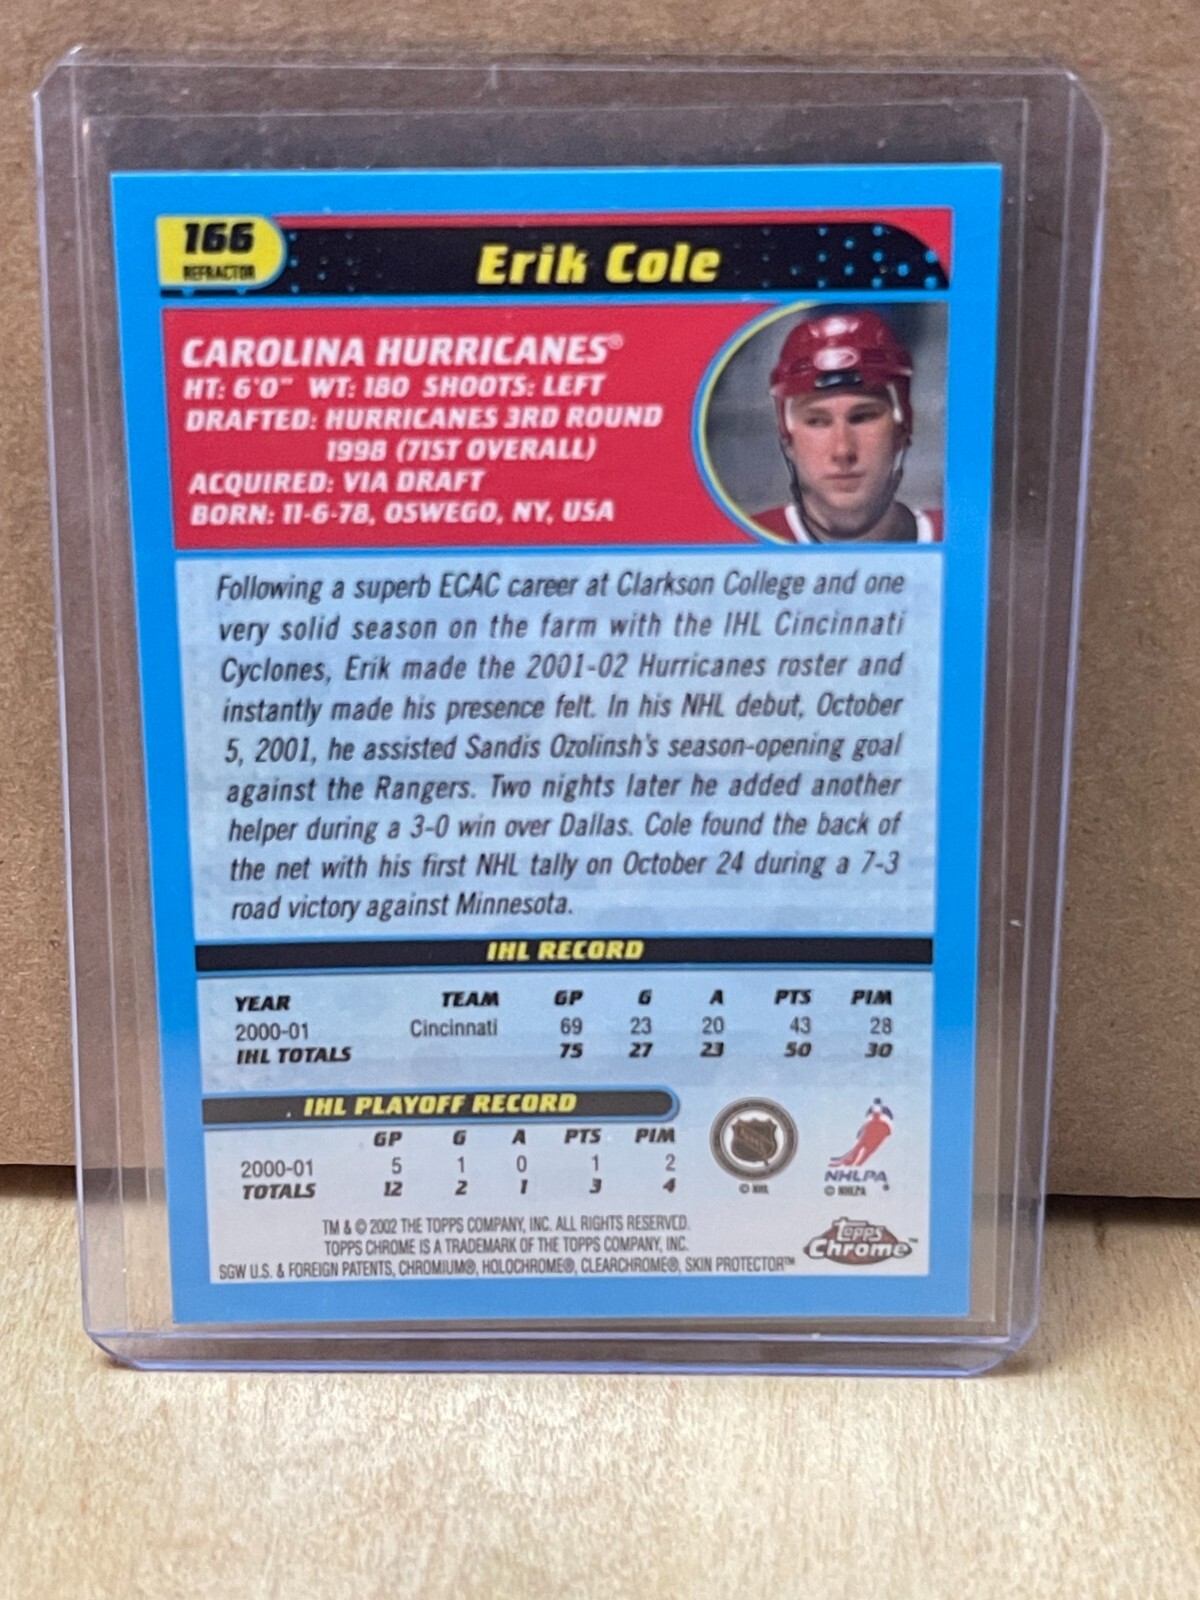 166
REFRACTOR
Erik Cole
CAROLINA HURRICANES®
HT: 6'0" WT: 180 SHOOTS: LEFT
DRAFTED: HURRICANES 3RD ROUND
1998 (71ST OVERALL)
ACQUIRED: VIA DRAFT
BORN: 11-6-78, OSWEGO, NY, USA
Following a superb ECAC career at Clarkson College and one
very solid season on the farm with the IHL Cincinnati
Cyclones, Erik made the 2001-02 Hurricanes roster and
instantly made his presence felt. In his NHL debut, October
5, 2001, he assisted Sandis Ozolinsh's season-opening goal
against the Rangers. Two nights later he added another
helper during a 3-0 win over Dallas. Cole found the back of
the net with his first NHL tally on October 24 during a 7-3
road victory against Minnesota.
IHL RECORD
YEAR TEAM GP G A PTS PIM
2000-01 Cincinnati 69 23 20 43 28
IHL TOTALS 75 27 23 50 30
IHL PLAYOFF RECORD
GP G A PTS PIM
2000-01 5 1 0 1 2
TOTALS 12 2 1 3 4
NHL
© NHL
NHLPA
© NHLPA
TM & © 2002 THE TOPPS COMPANY, INC. ALL RIGHTS RESERVED.
TOPPS CHROME IS A TRADEMARK OF THE TOPPS COMPANY, INC.
SGW U.S. & FOREIGN PATENTS, CHROMIUM®, HOLOCHROME®, CLEARCHROME®, SKIN PROTECTOR™
Topps
Chrome™